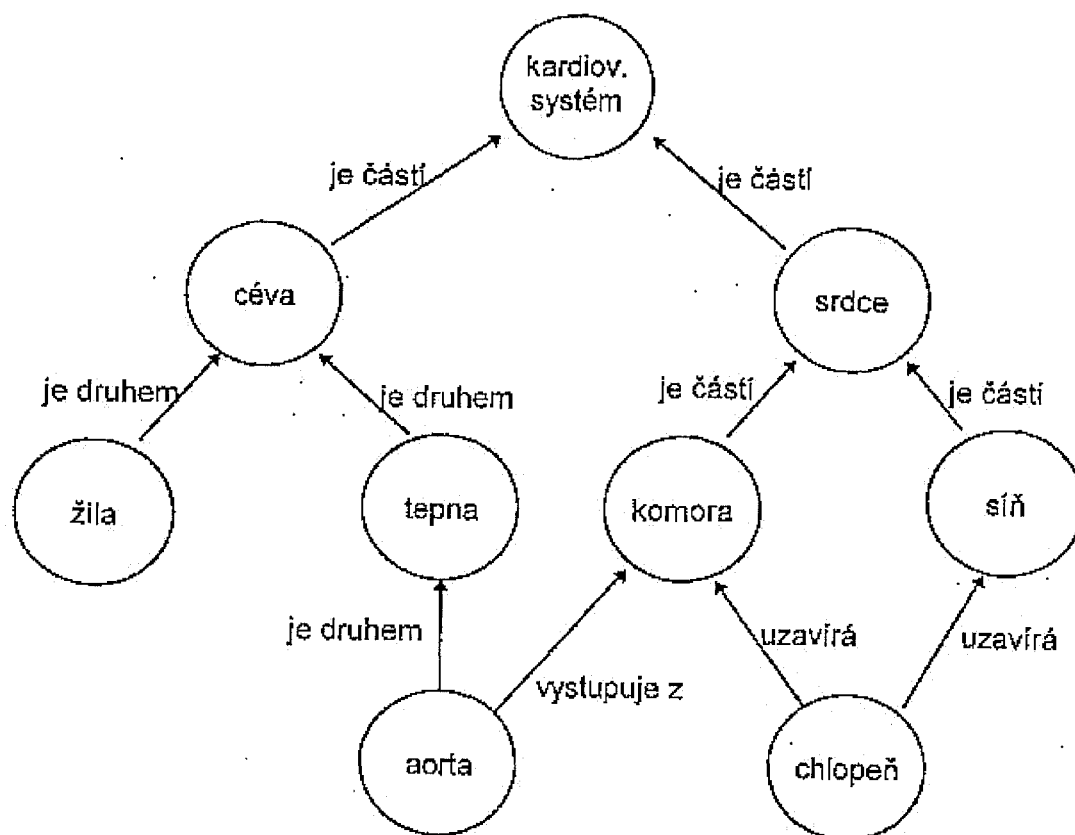 kardiov.
systém
je částí
je částí
céva
srdce
je druhem
je druhem
je částí
je částí
žíla
tepna
komora
síň
je druhem
vystupuje z
uzavírá
uzavírá
aorta
chlopeň